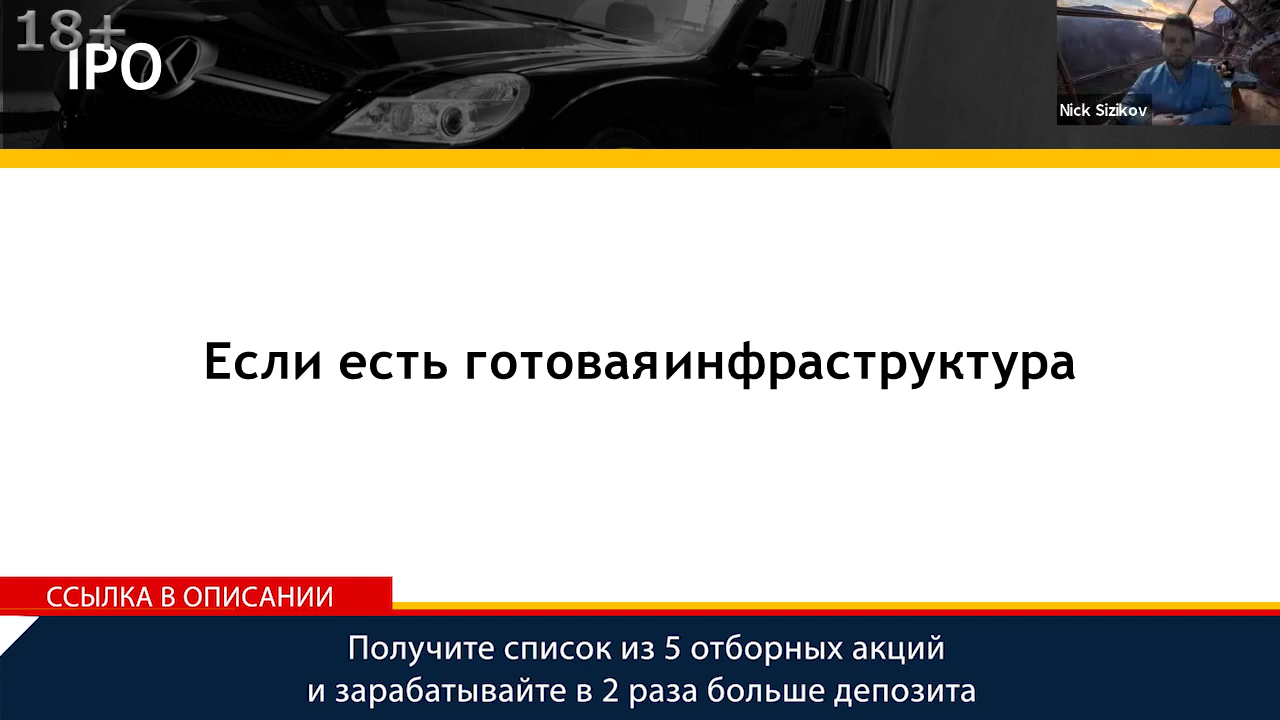 18+
IPO
Nick Sizikov
Если есть готоваяинфраструктура
ССЫЛКА В ОПИСАНИИ
Получите список из 5 отборных акций
и зарабатывайте в 2 раза больше депозита